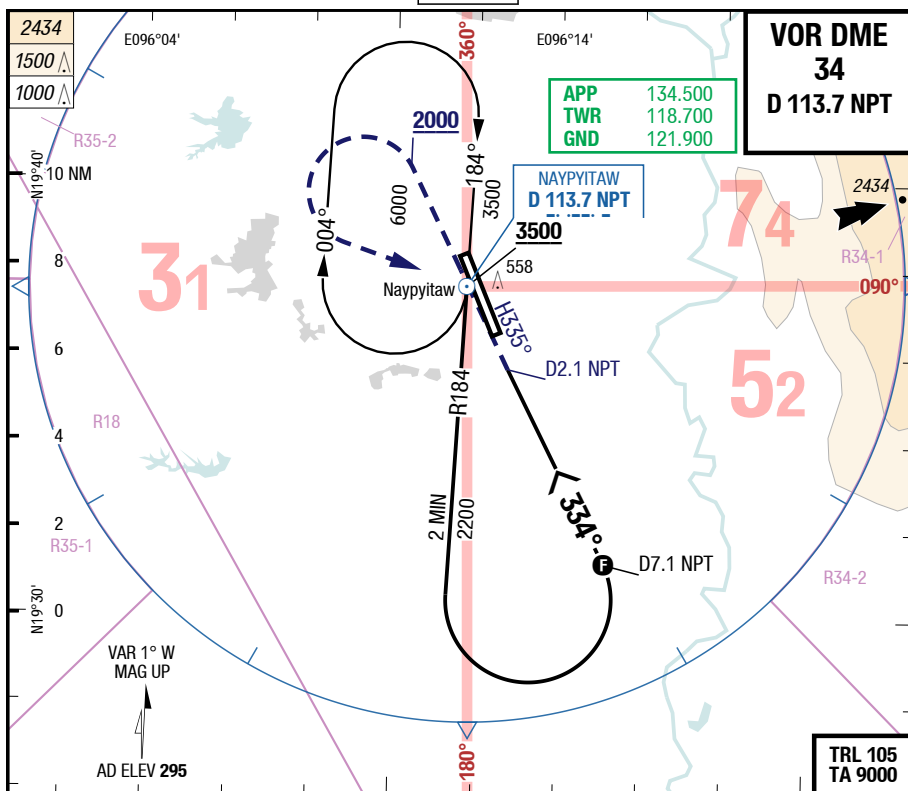 2434
1500
1000
E096°04'
360°
E096°14'
VOR DME
34
D 113.7 NPT
APP 134.500
TWR 118.700
GND 121.900
R35-2
N19°40'
10 NM
2000
184°
3500
6000
004°
NAYPYITAW
D 113.7 NPT
3500
558
74
2434
R34-1
31
8
Naypyitaw
090°
H335°
6
D2.1 NPT
R184
52
R18
4
2 MIN
2200
334°
2
D7.1 NPT
F
R35-1
R34-2
N19°30'
0
VAR 1° W
MAG UP
AD ELEV 295
180°
TRL 105
TA 9000